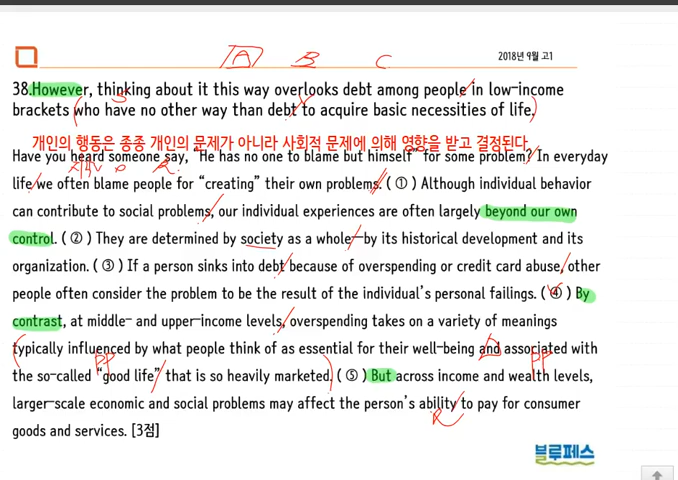 A B C
2018년 9월 고1
38.However, thinking about it this way overlooks debt among people in low-income
brackets who have no other way than debt to acquire basic necessities of life.
개인의 행동은 종종 개인의 문제가 아니라 사회적 문제에 의해 영향을 받고 결정된다.
Have you heard someone say, "He has no one to blame but himself" for some problem? In everyday
life we often blame people for "creating" their own problems. ( ① ) Although individual behavior
can contribute to social problems, our individual experiences are often largely beyond our own
control. ( ② ) They are determined by society as a whole—by its historical development and its
organization. ( ③ ) If a person sinks into debt because of overspending or credit card abuse, other
people often consider the problem to be the result of the individual's personal failings. ( ④ ) By
contrast, at middle- and upper-income levels, overspending takes on a variety of meanings
typically influenced by what people think of as essential for their well-being and associated with
the so-called "good life" that is so heavily marketed. ( ⑤ ) But across income and wealth levels,
larger-scale economic and social problems may affect the person's ability to pay for consumer
goods and services. [3점]
블루페스